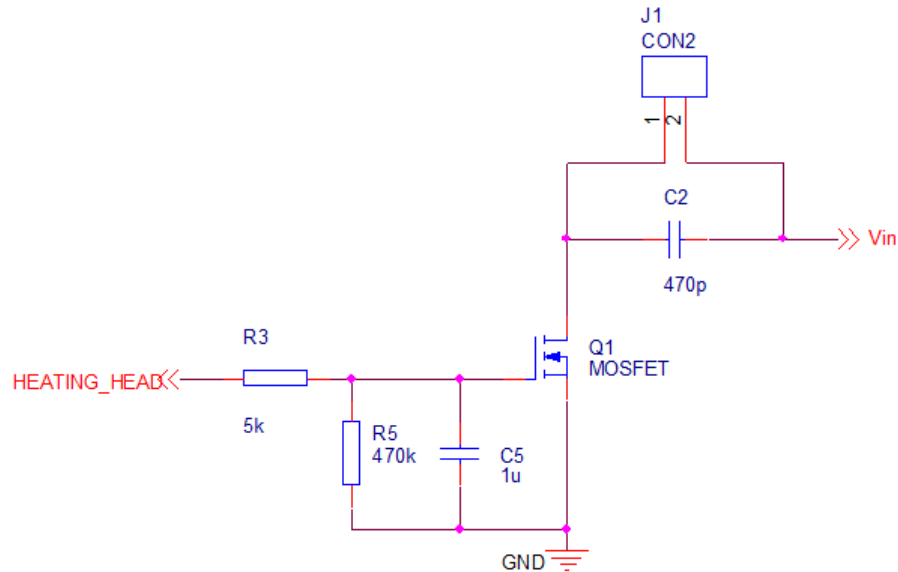 J1
CON2
1
2
C2
470p
Vin
R3
HEATING_HEAD
5k
R5
470k
C5
1u
Q1
MOSFET
GND